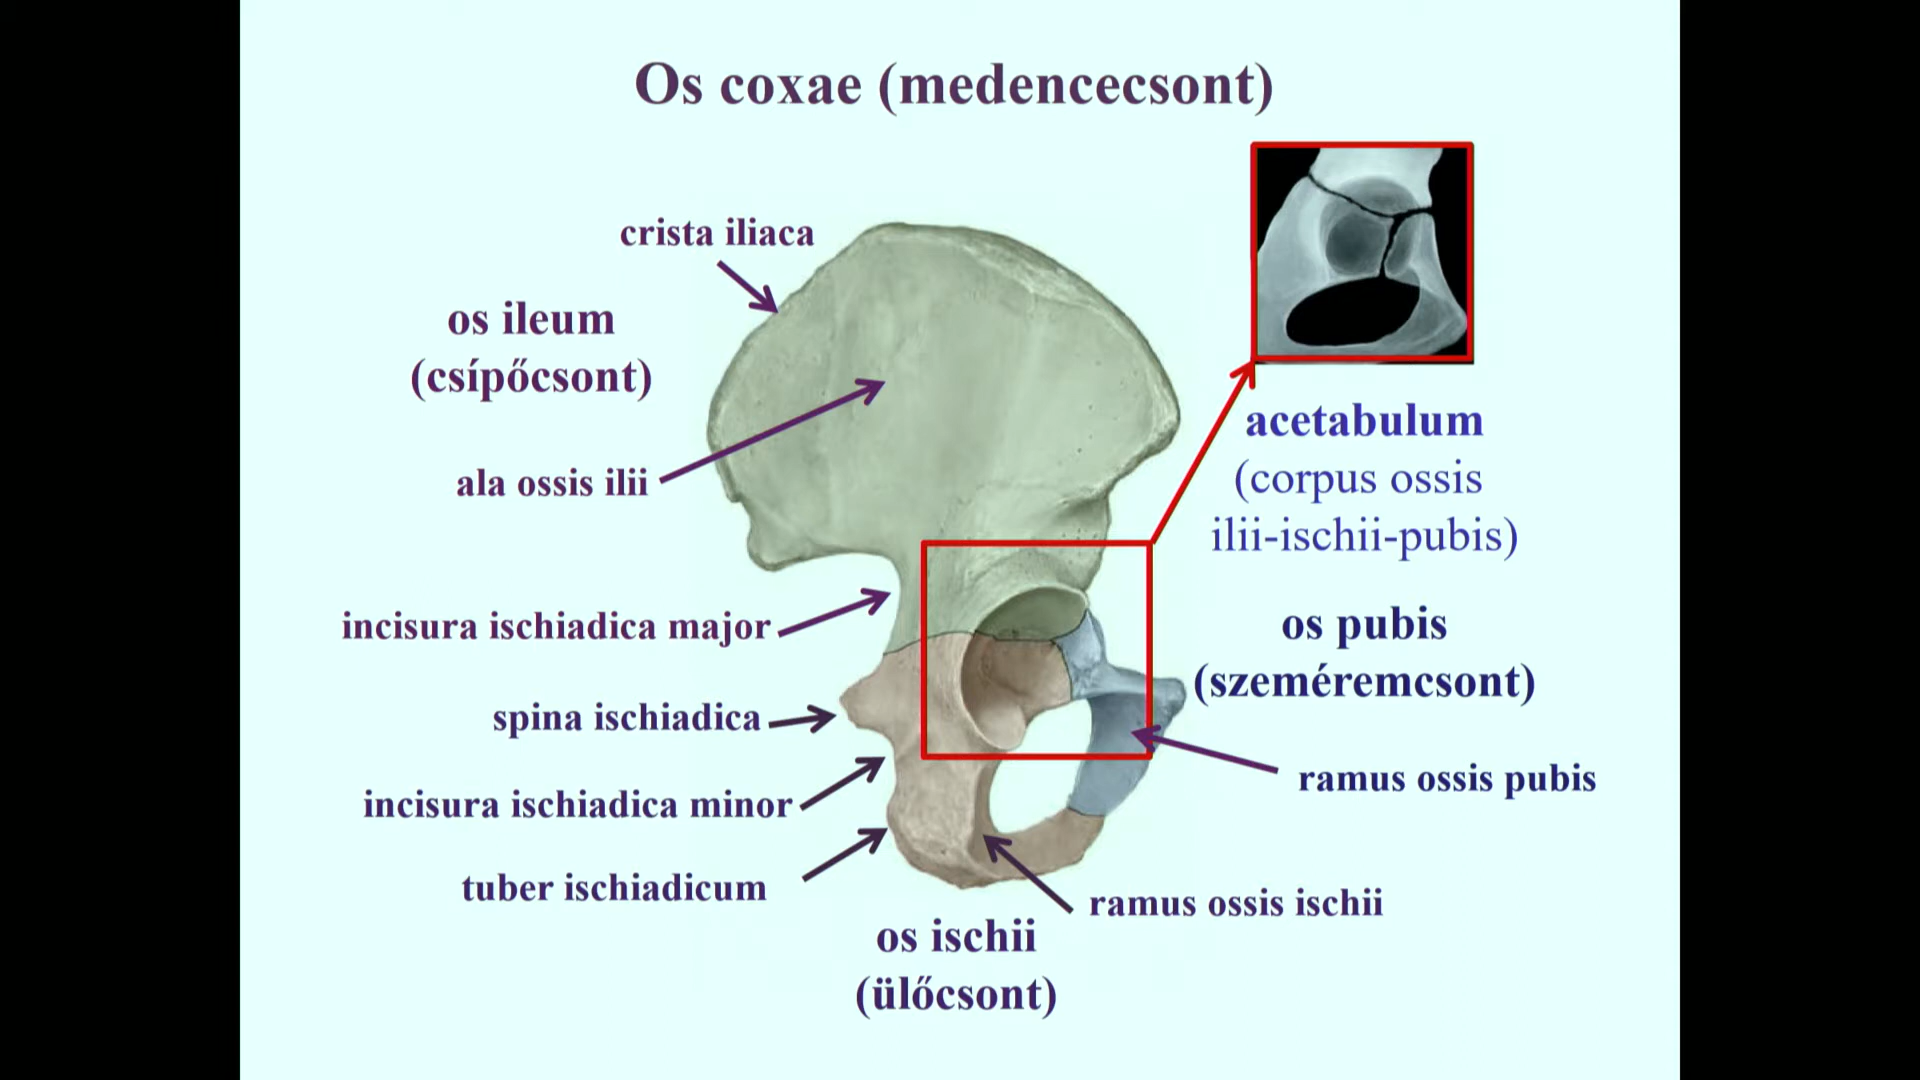 Os coxae (medencecsont)
crista iliaca
os ileum
(csípőcsont)
ala ossis ilii
acetabulum
(corpus ossis
ilii-ischii-pubis)
incisura ischiadica major
os pubis
(szeméremcsont)
spina ischiadica
ramus ossis pubis
incisura ischiadica minor
tuber ischiadicum
ramus ossis ischii
os ischii
(ülőcsont)